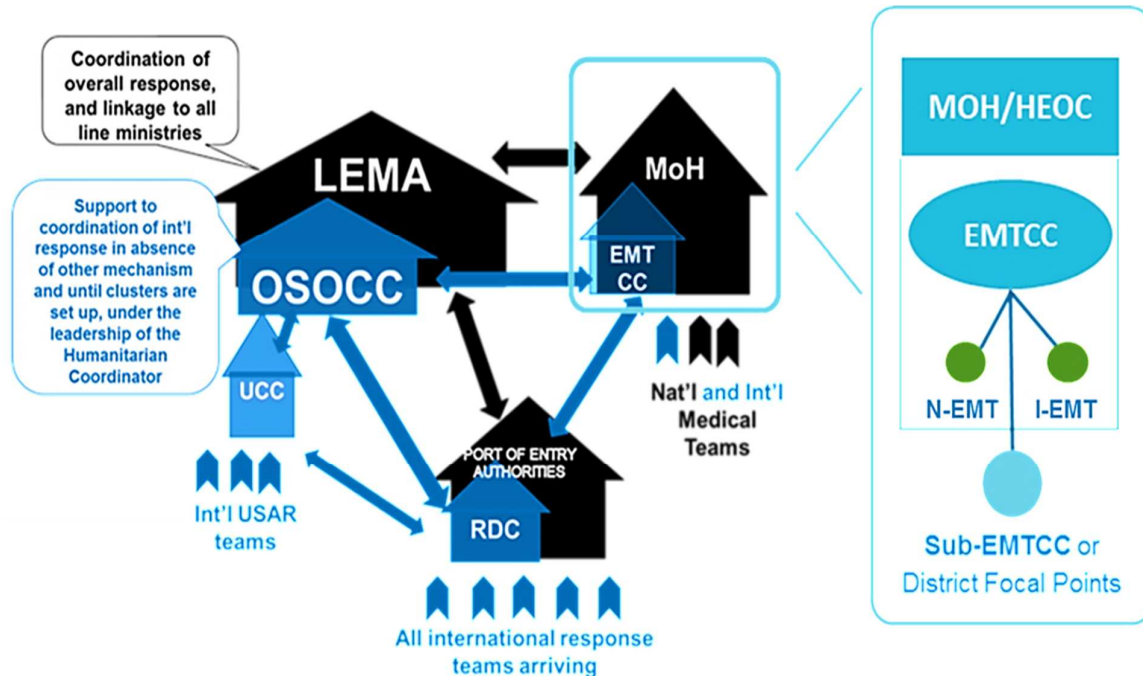 Coordination of
overall response,
and linkage to all
line ministries
LEMA
MoH
Support to
coordination of int'l
response in absence
of other mechanism
and until clusters are
set up, under the
leadership of the
Humanitarian
Coordinator
OSOCC
EMT
CC
UCC
Int'l USAR
teams
Nat'l and Int'l
Medical
Teams
PORT OF ENTRY
AUTHORITIES
RDC
All international response
teams arriving
MOH/HEOC
EMTCC
N-EMT
I-EMT
Sub-EMTCC or
District Focal Points